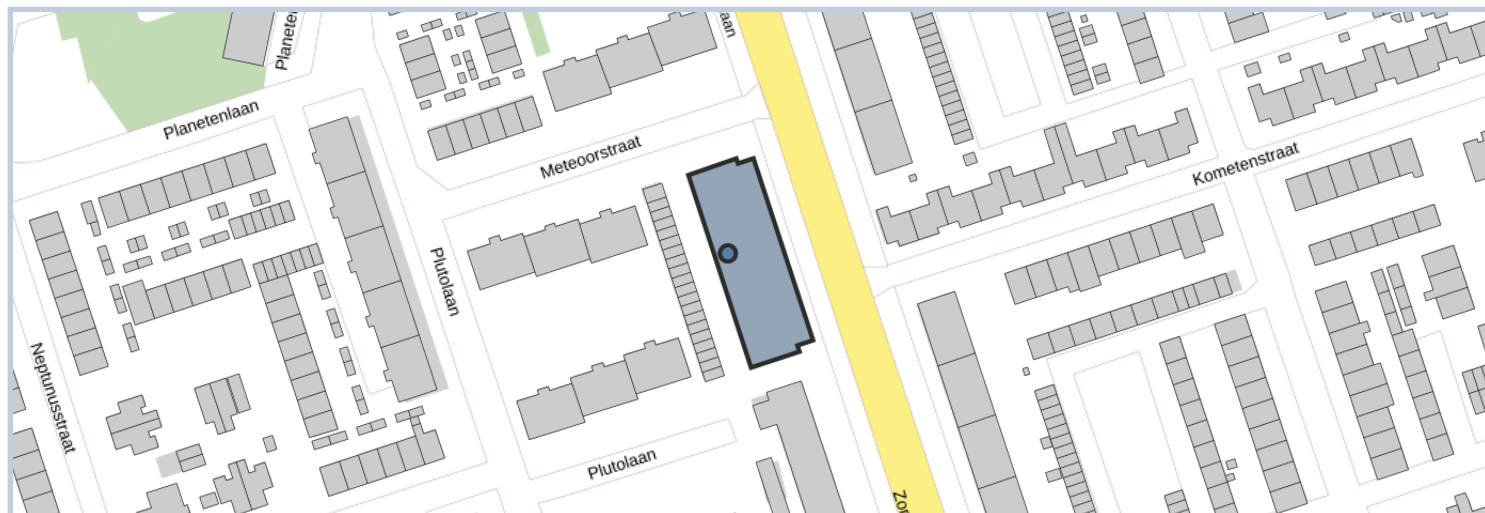 Planetenlaan
Meteoorstraat
Kometenstraat
Plutolaan
Neptunusstraat
Plutolaan